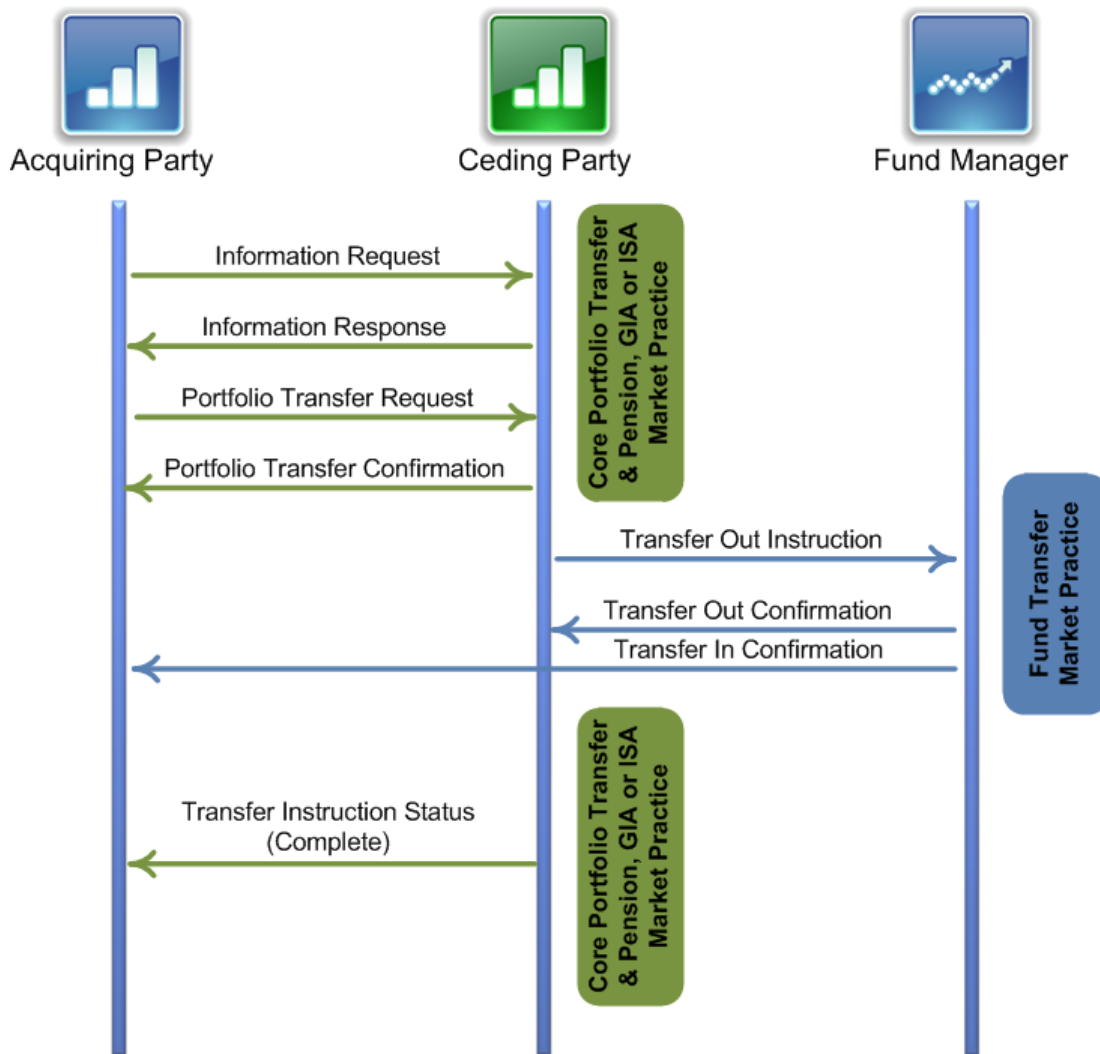 Acquiring Party
Ceding Party
Fund Manager
Information Request
Information Response
Portfolio Transfer Request
Portfolio Transfer Confirmation
Core Portfolio Transfer
& Pension, GIA or ISA
Market Practice
Transfer Out Instruction
Transfer Out Confirmation
Transfer In Confirmation
Fund Transfer
Market Practice
Transfer Instruction Status
(Complete)
Core Portfolio Transfer
& Pension, GIA or ISA
Market Practice